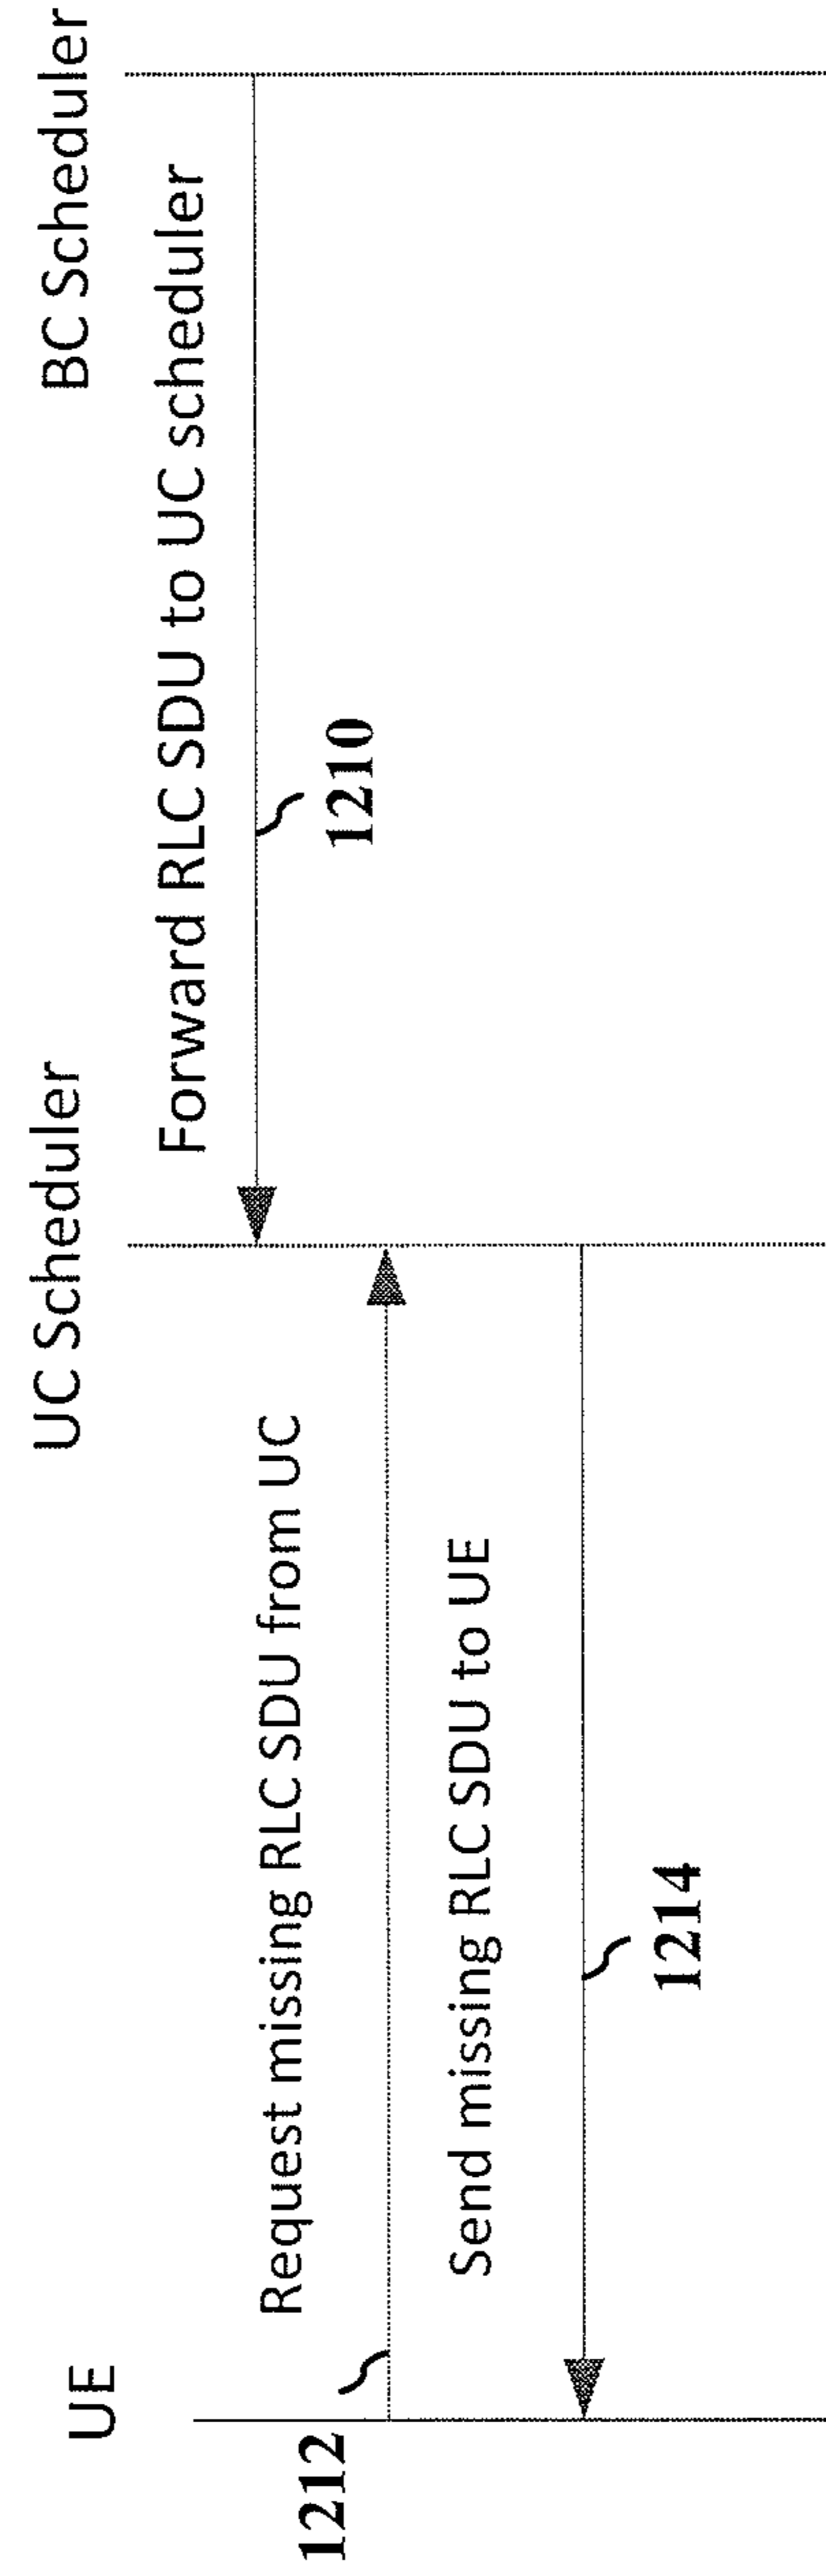 UE
UC Scheduler
BC Scheduler
Forward RLC SDU to UC scheduler
1210
Request missing RLC SDU from UC
1212
Send missing RLC SDU to UE
1214